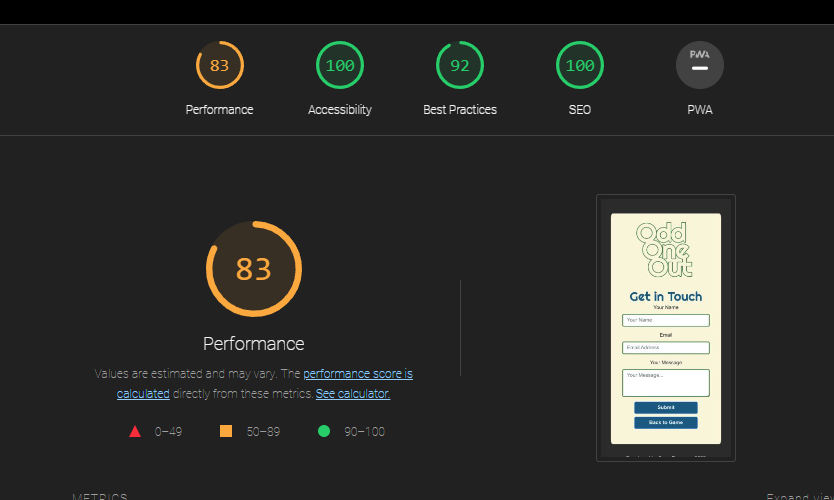 83
100
92
100
PWA
Performance
Accessibility
Best Practices
SEO
PWA
83
Performance
Values are estimated and may vary. The performance score is
calculated directly from these metrics. See calculator.
0–49
50–89
90–100
Odd
One
Out
Get in Touch
Your Name
Your Name
Email
Email Address
Your Message
Your Message...
Submit
Back to Game
METRICS
Expand view